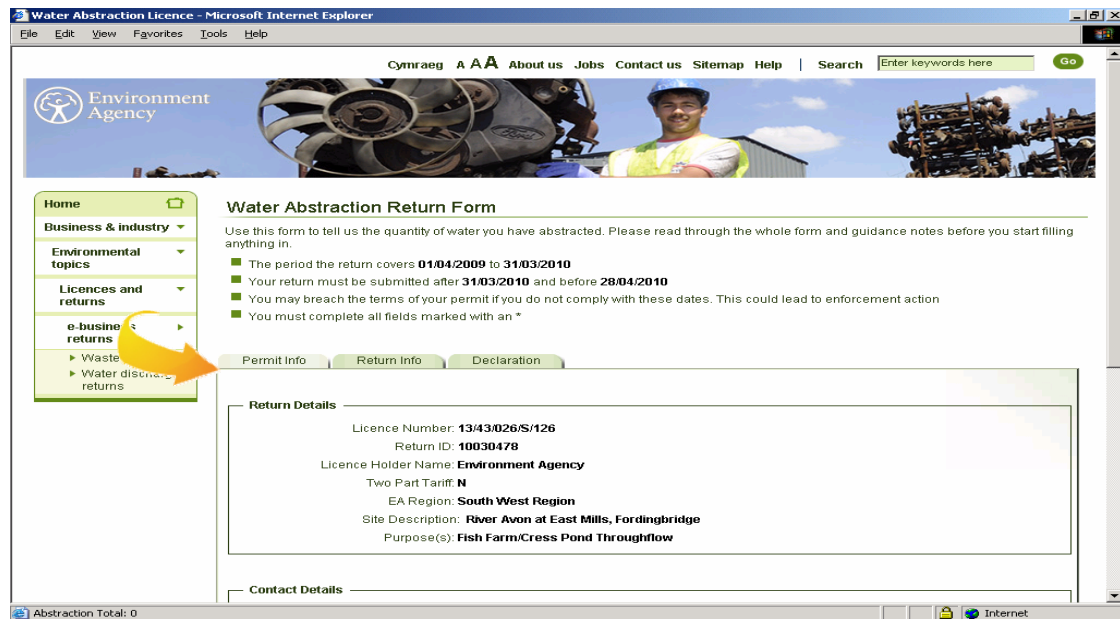 Water Abstraction Licence - Microsoft Internet Explorer
File Edit View Favorites Tools Help
Cymraeg A A A About us Jobs Contact us Sitemap Help | Search Enter keywords here Go
Environment
Agency
Home
Business & industry
Environmental
topics
Licences and
returns
e-business
returns
Waste
Water discharge
returns
Water Abstraction Return Form
Use this form to tell us the quantity of water you have abstracted. Please read through the whole form and guidance notes before you start filling
anything in.
The period the return covers 01/04/2009 to 31/03/2010
Your return must be submitted after 31/03/2010 and before 28/04/2010
You may breach the terms of your permit if you do not comply with these dates. This could lead to enforcement action
You must complete all fields marked with an *
Permit Info Return Info Declaration
Return Details
Licence Number: 13/43/026/S/126
Return ID: 10030478
Licence Holder Name: Environment Agency
Two Part Tariff: N
EA Region: South West Region
Site Description: River Avon at East Mills, Fordingbridge
Purpose(s): Fish Farm/Cress Pond Throughflow
Contact Details
Abstraction Total: 0
Internet